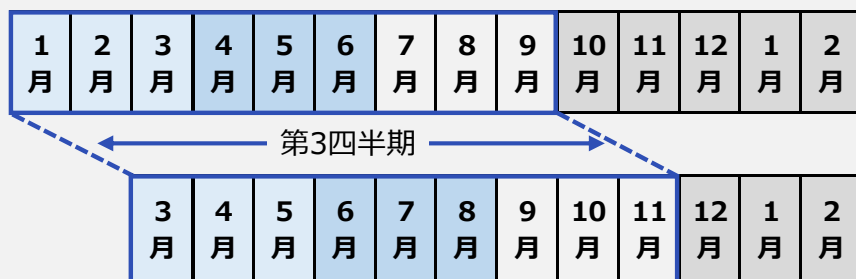 1月 2月 3月 4月 5月 6月 7月 8月 9月 10月 11月 12月 1月 2月
第3四半期
3月 4月 5月 6月 7月 8月 9月 10月 11月 12月 1月 2月